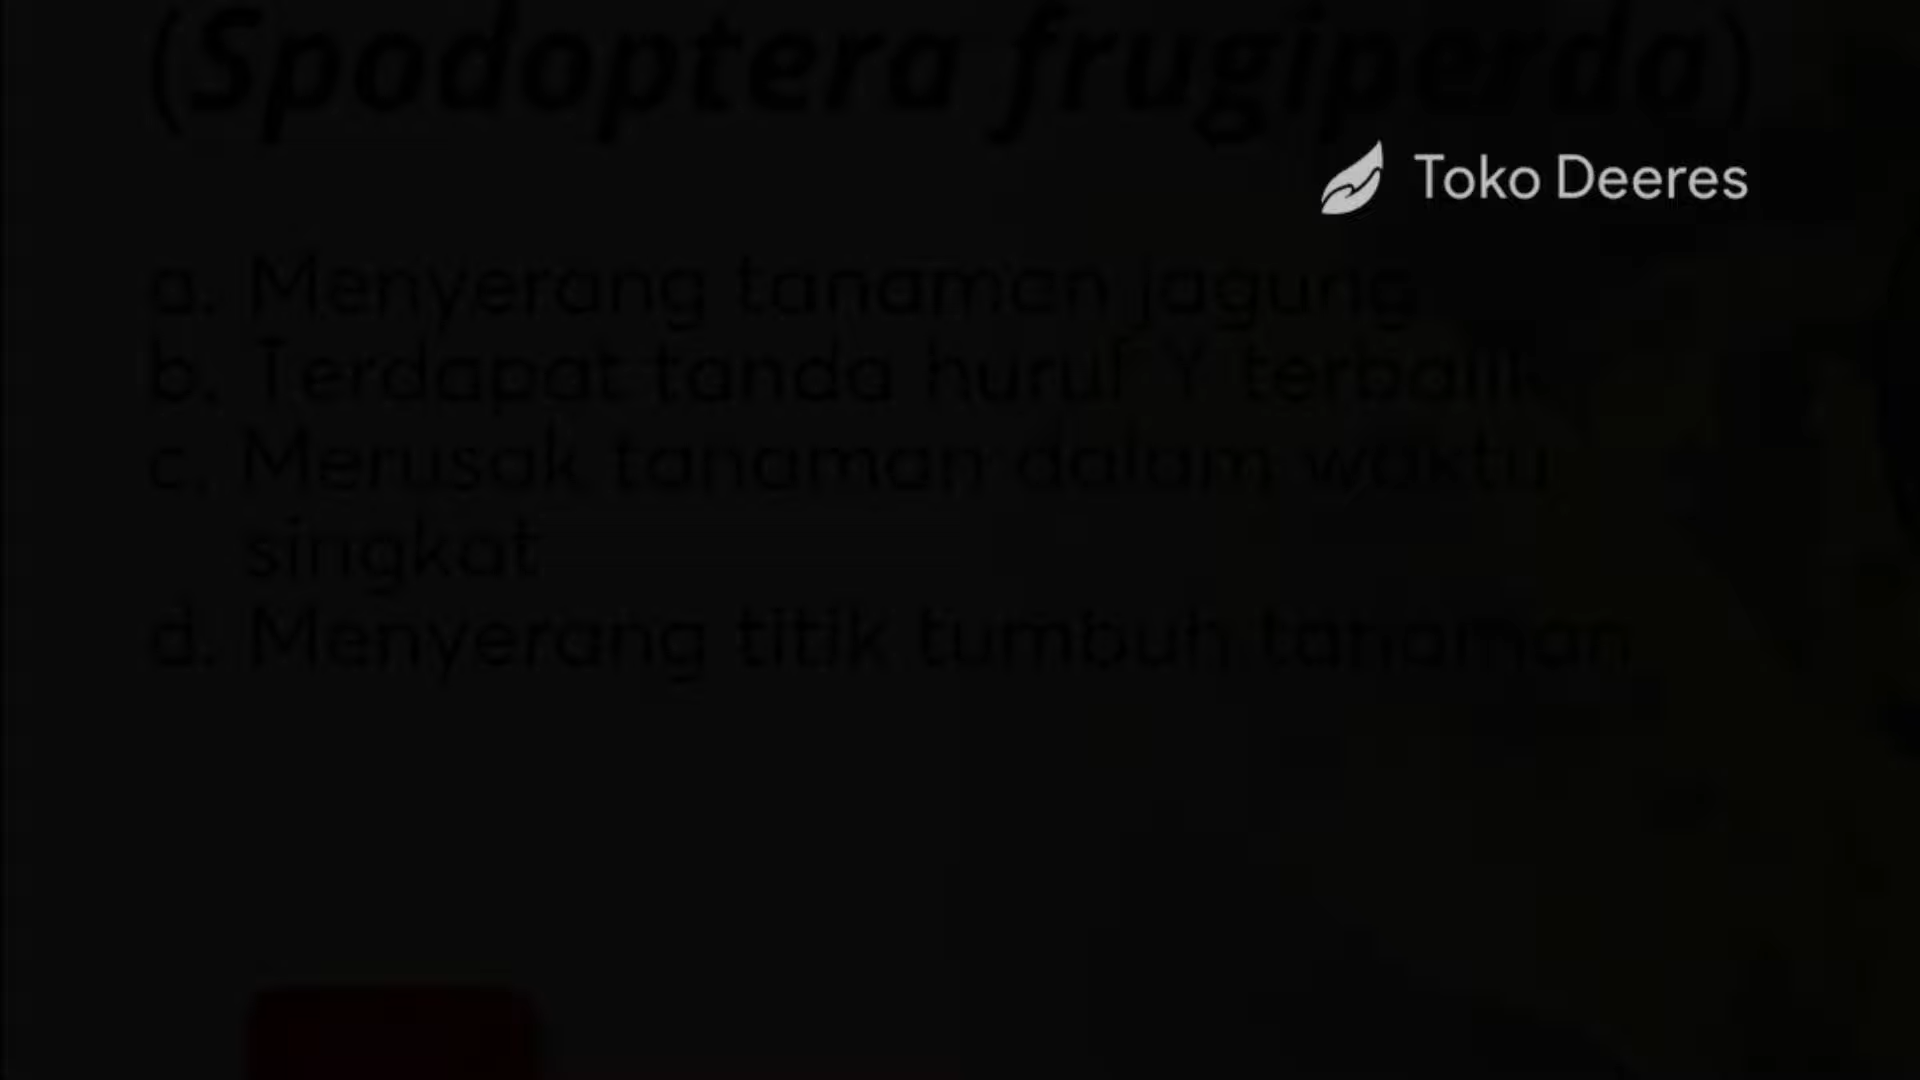 (Spodoptera frugiperda)
Toko Deeres
a. Menyerang tanaman jagung
b. Terdapat tanda huruf Y terbalik
c. Merusak tanaman dalam waktu
singkat
d. Menyerang titik tumbuh tanaman